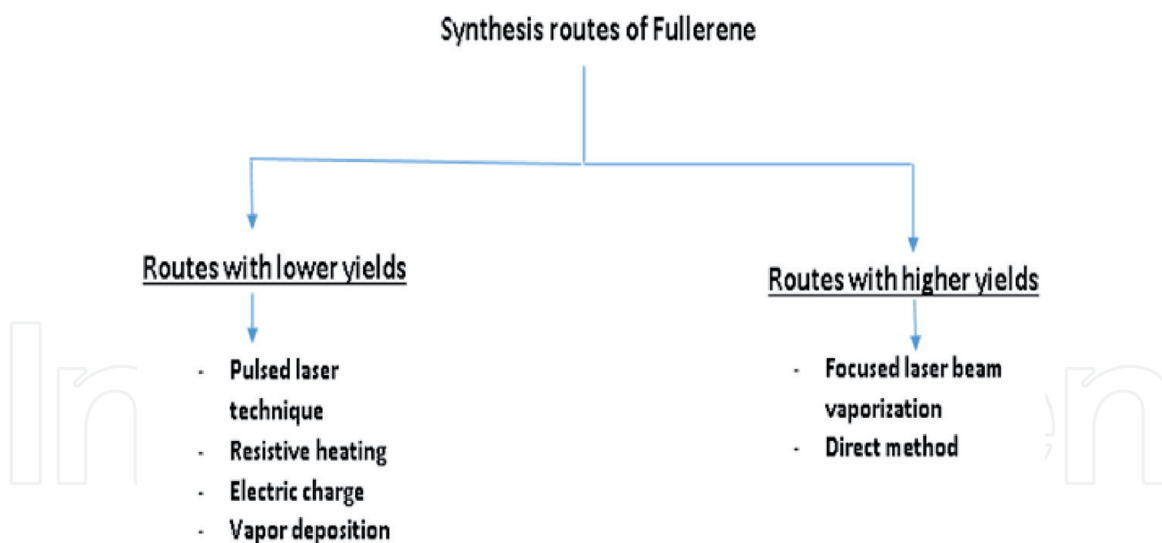 Synthesis routes of Fullerene
Routes with lower yields
- Pulsed laser
technique
- Resistive heating
- Electric charge
- Vapor deposition
Routes with higher yields
- Focused laser beam
vaporization
- Direct method